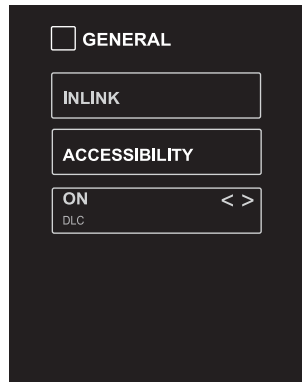 GENERAL
INLINK
ACCESSIBILITY
ON < >
DLC